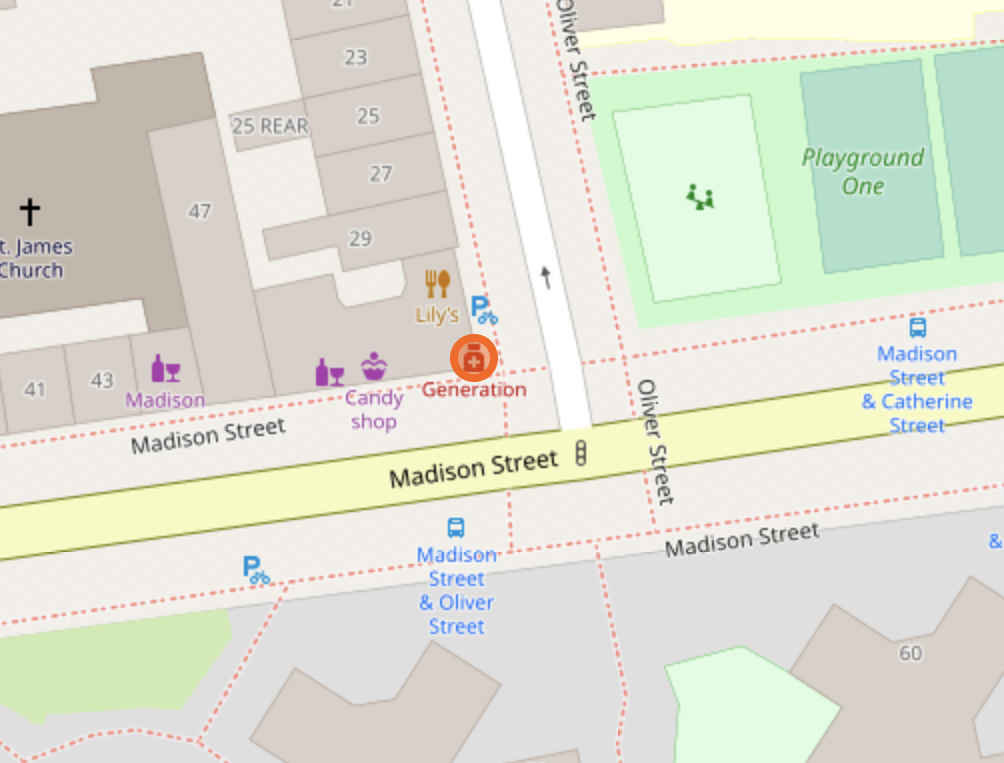 21
23
25
25 REAR
27
29
47
t. James
Church
41
43
Madison
Lily's
Candy
shop
Generation
Oliver Street
Playground
One
Madison Street
Madison Street
Oliver Street
Madison
Street
& Catherine
Street
Madison
Street
& Oliver
Street
Madison Street
&
60